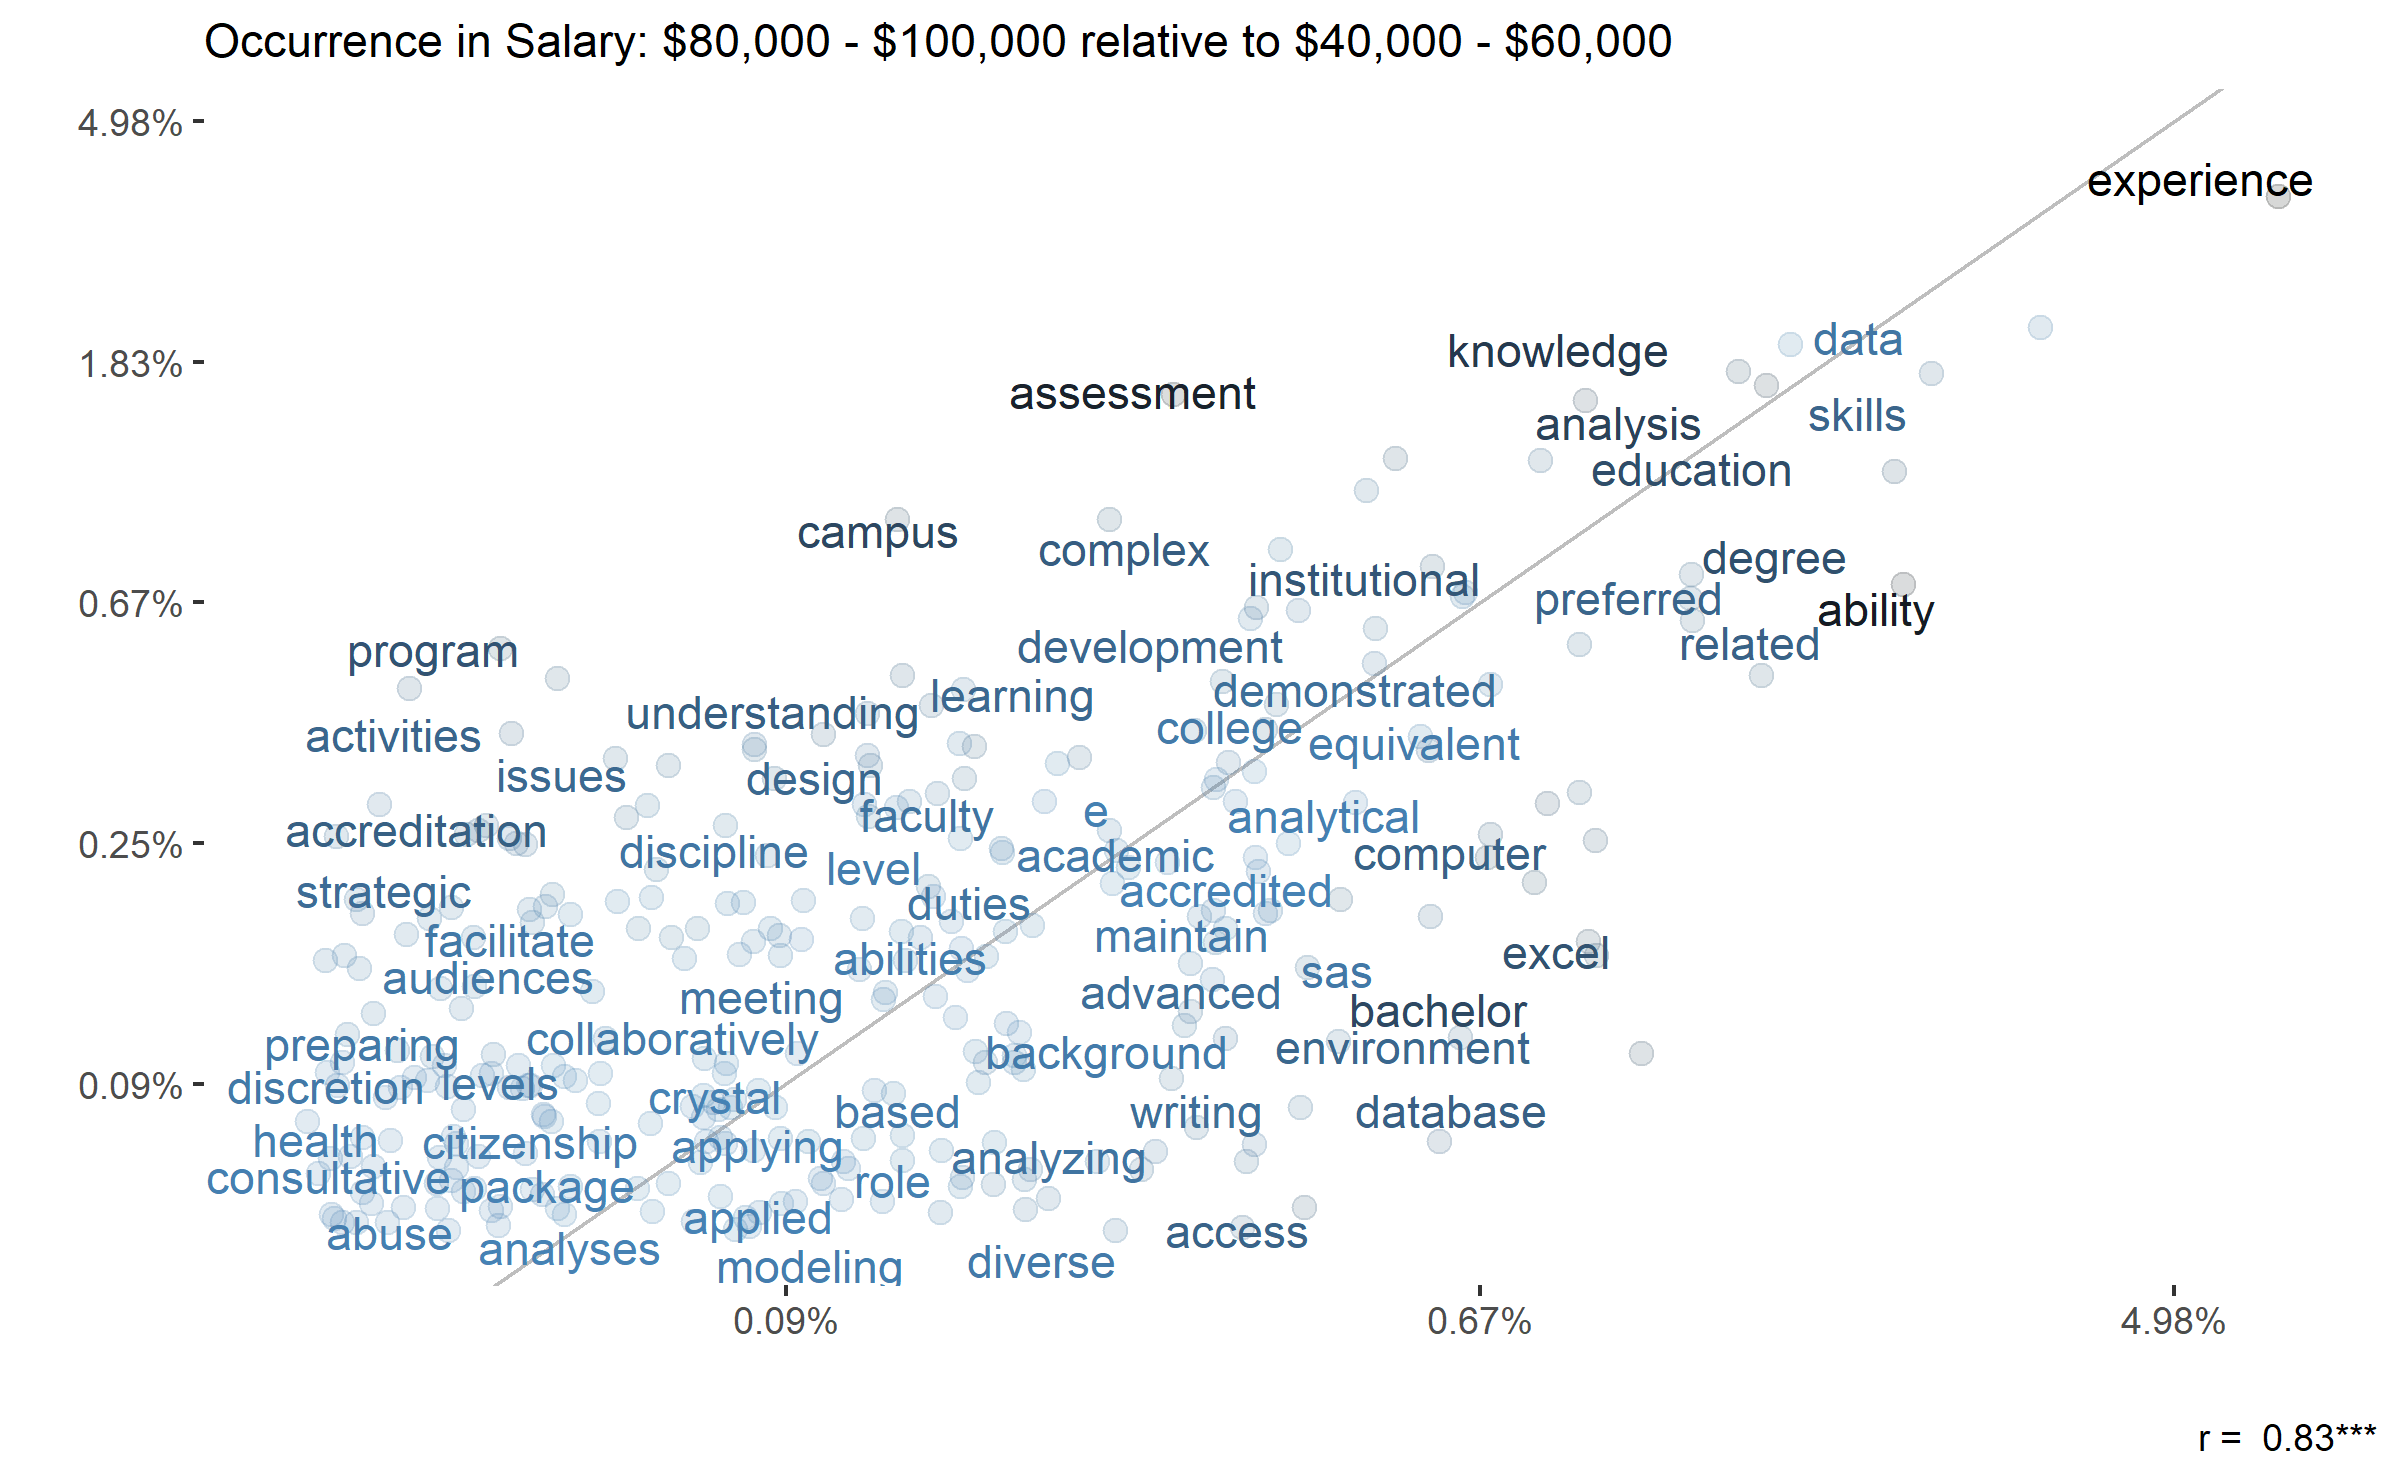 Occurrence in Salary: $80,000 - $100,000 relative to $40,000 - $60,000
4.98%
experience
data
knowledge
1.83%
assessment
skills
analysis
education
campus
complex
degree
institutional
preferred
0.67%
ability
related
development
program
demonstrated
learning
understanding
college
activities
equivalent
issues
design
e
faculty
analytical
accreditation
0.25%
discipline
academic
computer
level
strategic
accredited
duties
maintain
facilitate
excel
abilities
sas
audiences
advanced
meeting
bachelor
collaboratively
preparing
environment
background
levels
discretion
0.09%
crystal
based
writing
database
health
citizenship
applying
analyzing
consultative
role
package
applied
access
abuse
analyses
diverse
modeling
0.09%
0.67%
4.98%
r = 0.83***